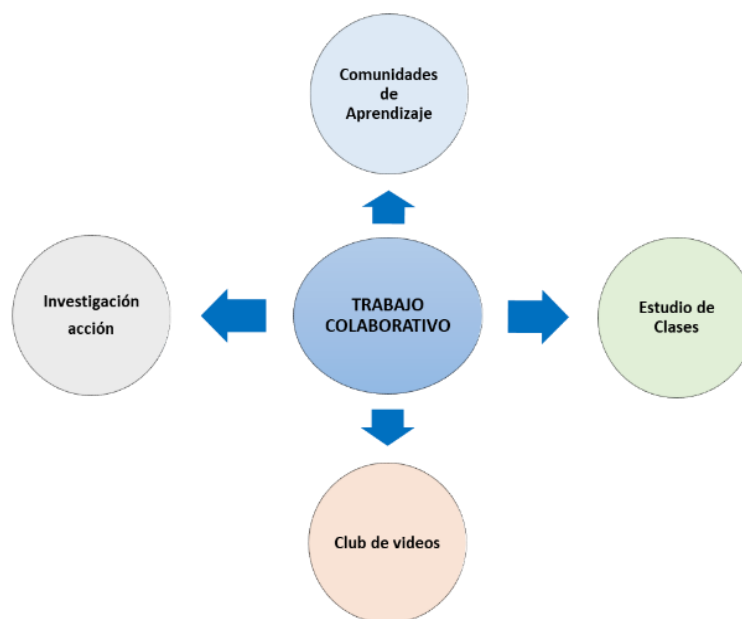 Comunidades
de
Aprendizaje
Investigación
acción
TRABAJO
COLABORATIVO
Estudio de
Clases
Club de videos